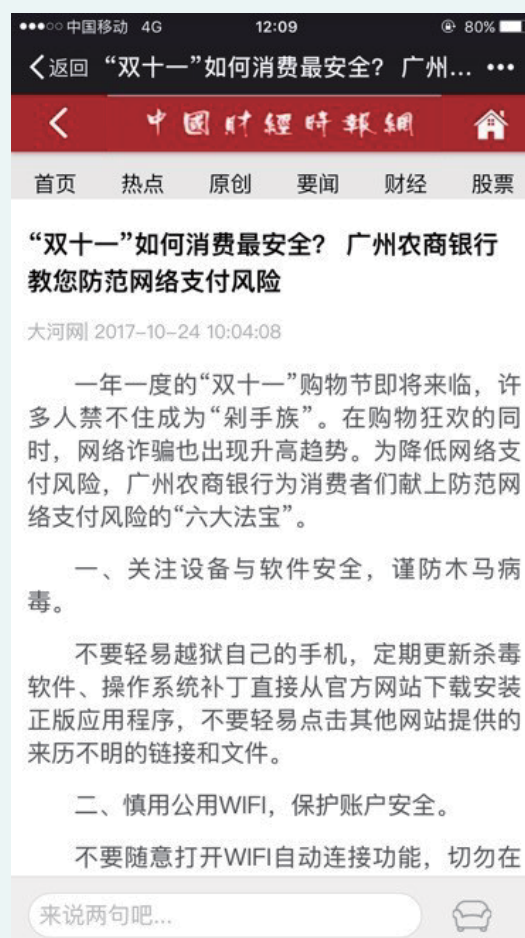 中国移动 4G 12:09 80%
返回 “双十一”如何消费最安全? 广州...
中國財經時報網
首页 热点 原创 要闻 财经 股票
“双十一”如何消费最安全? 广州农商银行
教您防范网络支付风险
大河网| 2017-10-24 10:04:08
一年一度的“双十一”购物节即将来临，许
多人禁不住成为“剁手族”。在购物狂欢的同
时，网络诈骗也出现升高趋势。为降低网络支
付风险，广州农商银行为消费者们献上防范网
络支付风险的“六大法宝”。
一、关注设备与软件安全，谨防木马病
毒。
不要轻易越狱自己的手机，定期更新杀毒
软件、操作系统补丁直接从官方网站下载安装
正版应用程序，不要轻易点击其他网站提供的
来历不明的链接和文件。
二、慎用公用WIFI，保护账户安全。
不要随意打开WIFI自动连接功能，切勿在
来说两句吧...